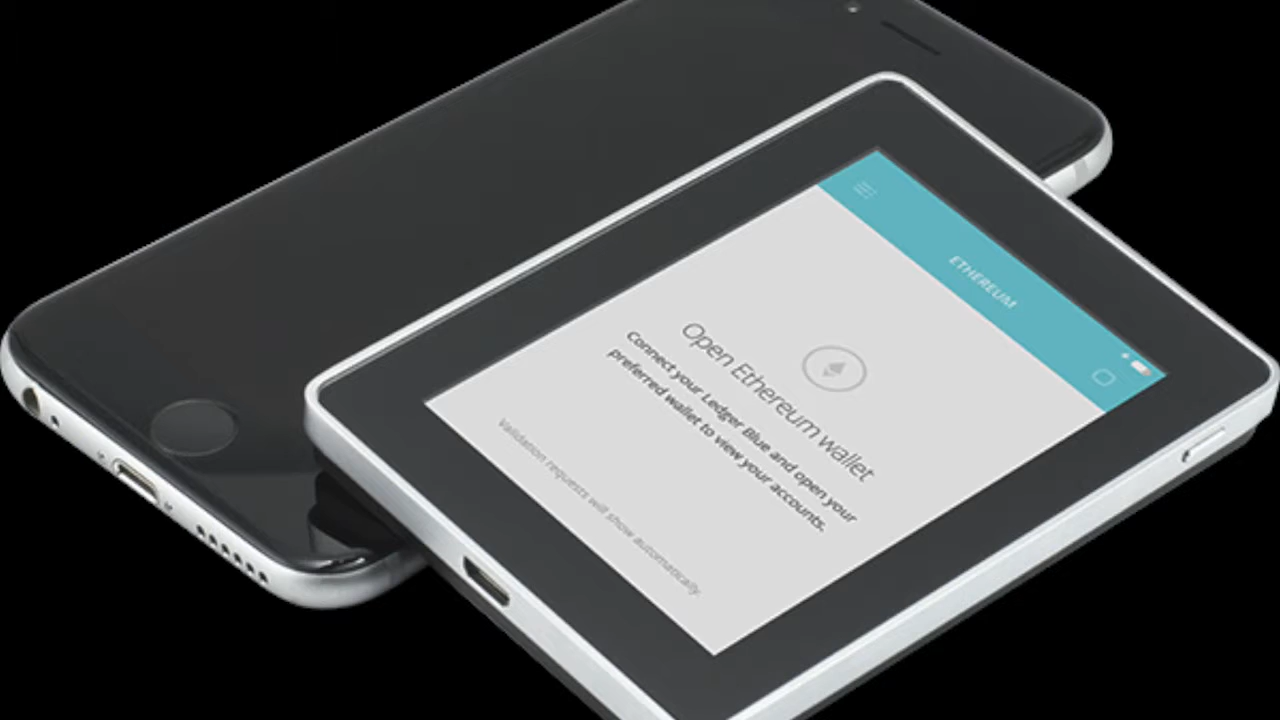 ETHEREUM
Open Ethereum wallet
Connect your Ledger Blue and open your
preferred wallet to view your accounts.
Validation requests will show automatically.